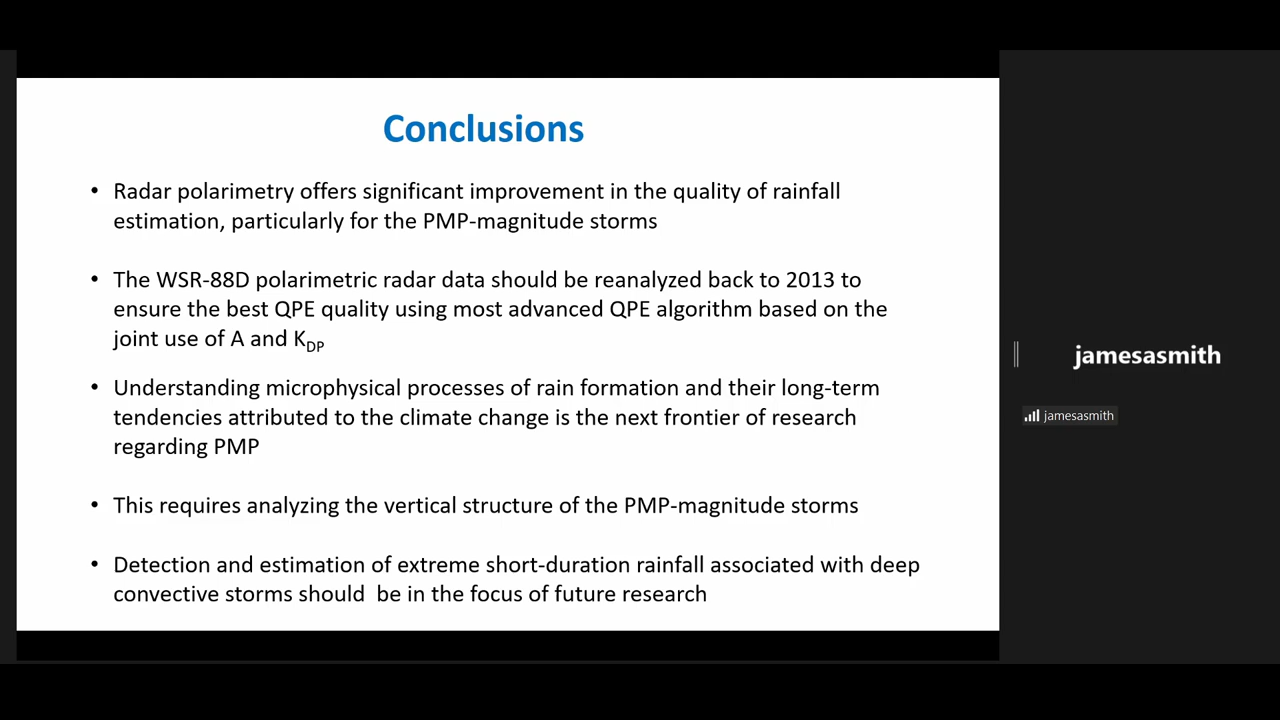 Conclusions
• Radar polarimetry offers significant improvement in the quality of rainfall
estimation, particularly for the PMP-magnitude storms
• The WSR-88D polarimetric radar data should be reanalyzed back to 2013 to
ensure the best QPE quality using most advanced QPE algorithm based on the
joint use of A and KDP
• Understanding microphysical processes of rain formation and their long-term
tendencies attributed to the climate change is the next frontier of research
regarding PMP
• This requires analyzing the vertical structure of the PMP-magnitude storms
• Detection and estimation of extreme short-duration rainfall associated with deep
convective storms should  be in the focus of future research
jamesasmith
jamesasmith